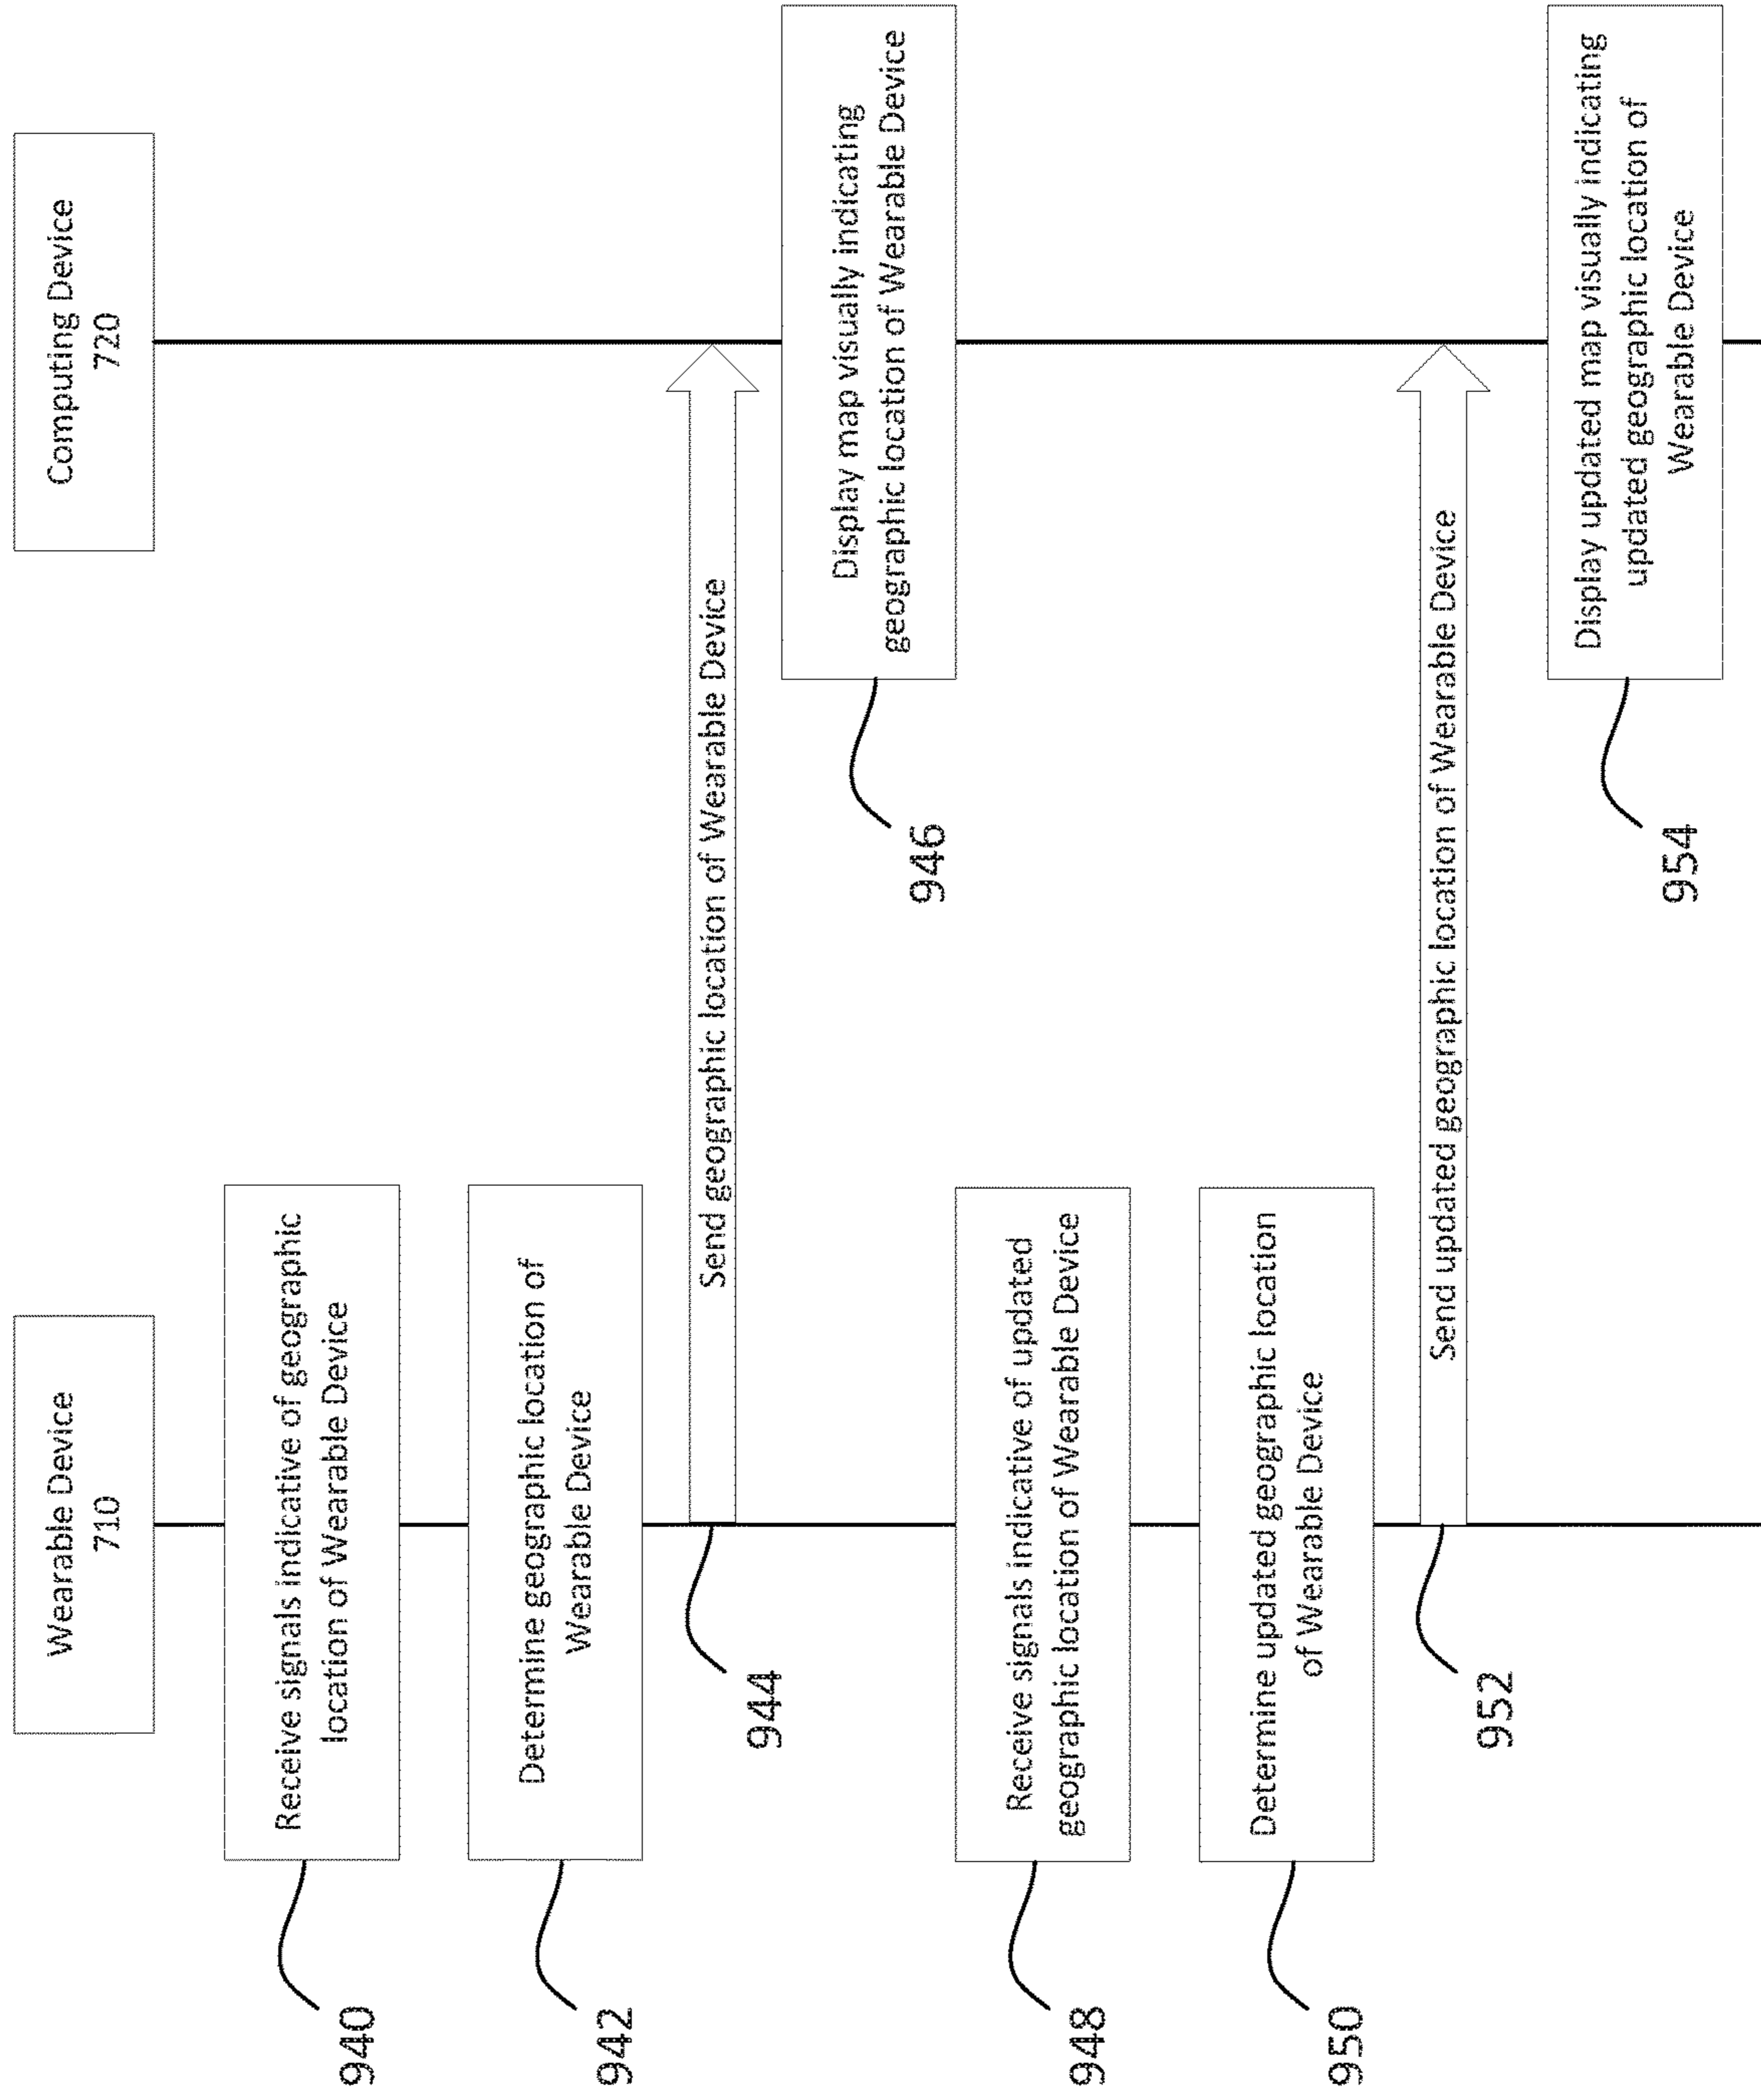 Wearable Device
710
Computing Device
720
Receive signals indicative of geographic
location of Wearable Device
940
Determine geographic location of
Wearable Device
942
Send geographic location of Wearable Device
944
Display map visually indicating
geographic location of Wearable Device
946
Receive signals indicative of updated
geographic location of Wearable Device
948
Determine updated geographic location
of Wearable Device
950
Send updated geographic location of Wearable Device
952
Display updated map visually indicating
updated geographic location of
Wearable Device
954